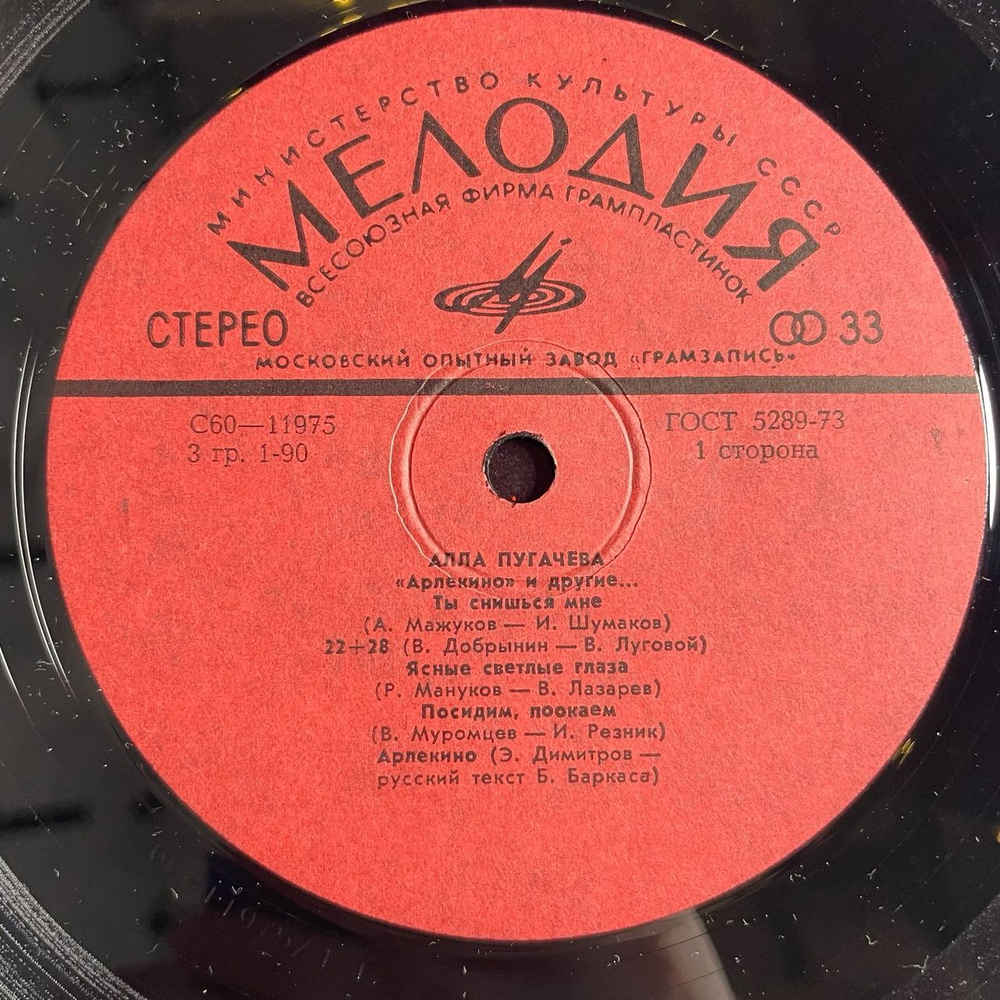 МИНИСТЕРСТВО КУЛЬТУРЫ СССР
МЕЛОДИЯ
ВСЕСОЮЗНАЯ ФИРМА ГРАМПЛАСТИНОК
СТЕРЕО
33
МОСКОВСКИЙ ОПЫТНЫЙ ЗАВОД «ГРАМЗАПИСЬ»
С60—11975
ГОСТ 5289-73
3 гр. 1-90
1 сторона
АЛЛА ПУГАЧЕВА
«Арлекино» и другие...
Ты снишься мне
(А. Мажуков — И. Шумаков)
22+28 (В. Добрынин — В. Луговой)
Ясные светлые глаза
(Р. Мануков — В. Лазарев)
Посидим, поокаем
(В. Муромцев — И. Резник)
Арлекино (Э. Димитров —
русский текст Б. Баркаса)